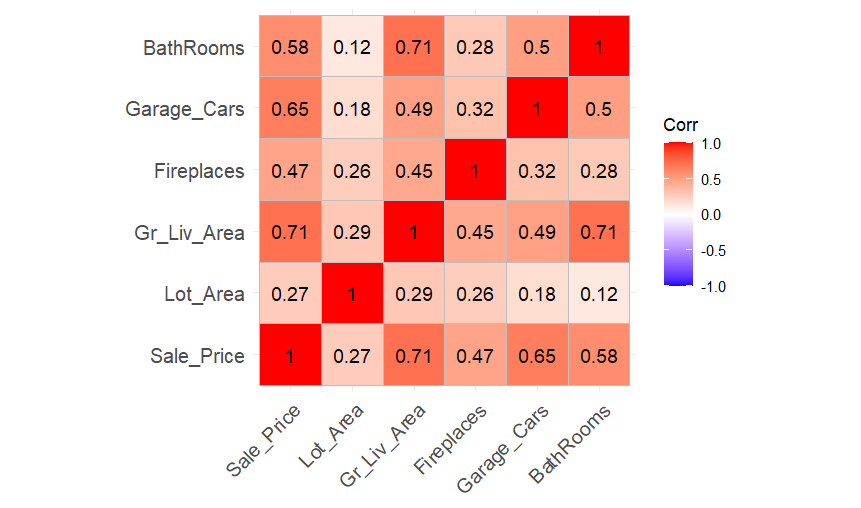 BathRooms 0.58 0.12 0.71 0.28 0.5 1
Garage_Cars 0.65 0.18 0.49 0.32 1 0.5
Fireplaces 0.47 0.26 0.45 1 0.32 0.28
Gr_Liv_Area 0.71 0.29 1 0.45 0.49 0.71
Lot_Area 0.27 1 0.29 0.26 0.18 0.12
Sale_Price 1 0.27 0.71 0.47 0.65 0.58
Sale_Price Lot_Area Gr_Liv_Area Fireplaces Garage_Cars BathRooms
Corr
1.0
0.5
0.0
-0.5
-1.0